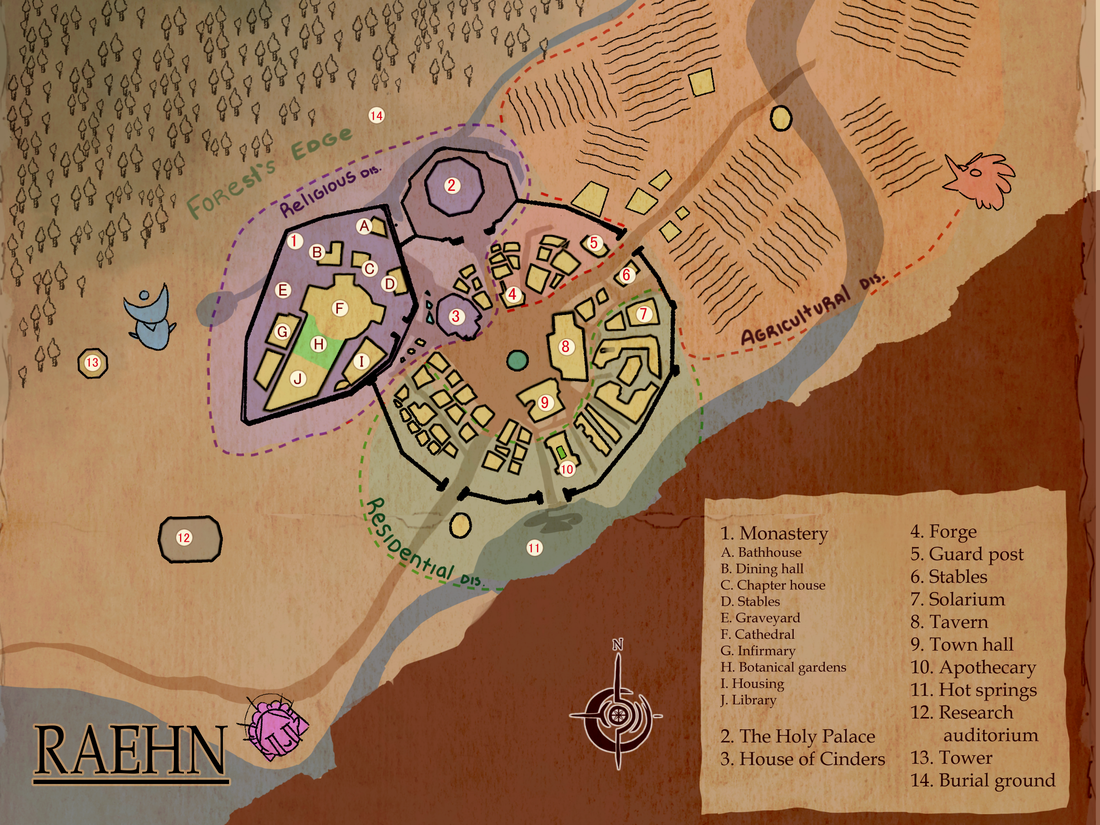 14
FOREST'S EDGE
RELIGIOUS DIS.
2
1
A
B
C
D
E
F
G
H
I
J
3
4
5
6
7
8
9
10
11
12
13
AGRICULTURAL DIS.
RESIDENTIAL DIS.
N
RAEHN
1. Monastery
A. Bathhouse
B. Dining hall
C. Chapter house
D. Stables
E. Graveyard
F. Cathedral
G. Infirmary
H. Botanical gardens
I. Housing
J. Library
2. The Holy Palace
3. House of Cinders
4. Forge
5. Guard post
6. Stables
7. Solarium
8. Tavern
9. Town hall
10. Apothecary
11. Hot springs
12. Research
auditorium
13. Tower
14. Burial ground